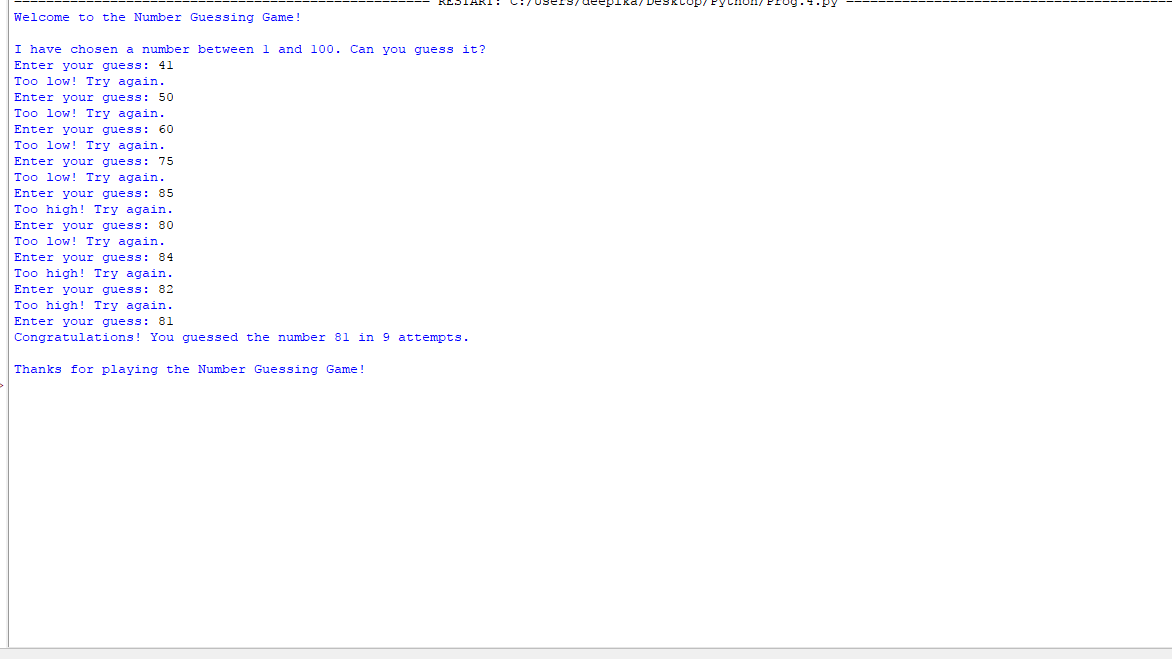 RESTART: C:/Users/deepika/Desktop/Python/Prog.4.py
Welcome to the Number Guessing Game!
I have chosen a number between 1 and 100. Can you guess it?
Enter your guess: 41
Too low! Try again.
Enter your guess: 50
Too low! Try again.
Enter your guess: 60
Too low! Try again.
Enter your guess: 75
Too low! Try again.
Enter your guess: 85
Too high! Try again.
Enter your guess: 80
Too low! Try again.
Enter your guess: 84
Too high! Try again.
Enter your guess: 82
Too high! Try again.
Enter your guess: 81
Congratulations! You guessed the number 81 in 9 attempts.
Thanks for playing the Number Guessing Game!